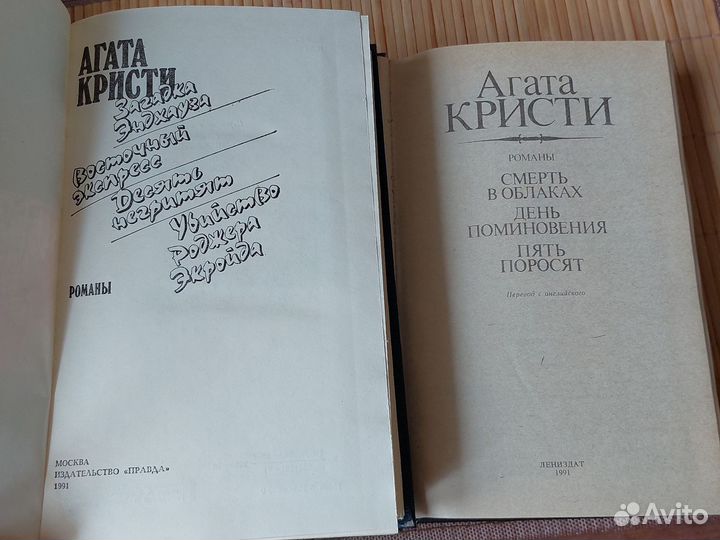 АГАТА
КРИСТИ
Загадка
Эндхауза
Восточный
экспресс
Десять
негритят
Убийство
Роджера
Экройда
РОМАНЫ
МОСКВА
ИЗДАТЕЛЬСТВО «ПРАВДА»
1991
Агата
КРИСТИ
РОМАНЫ
СМЕРТЬ
В ОБЛАКАХ
ДЕНЬ
ПОМИНОВЕНИЯ
ПЯТЬ
ПОРОСЯТ
Перевод с английского
ЛЕНИЗДАТ
1991
Avito